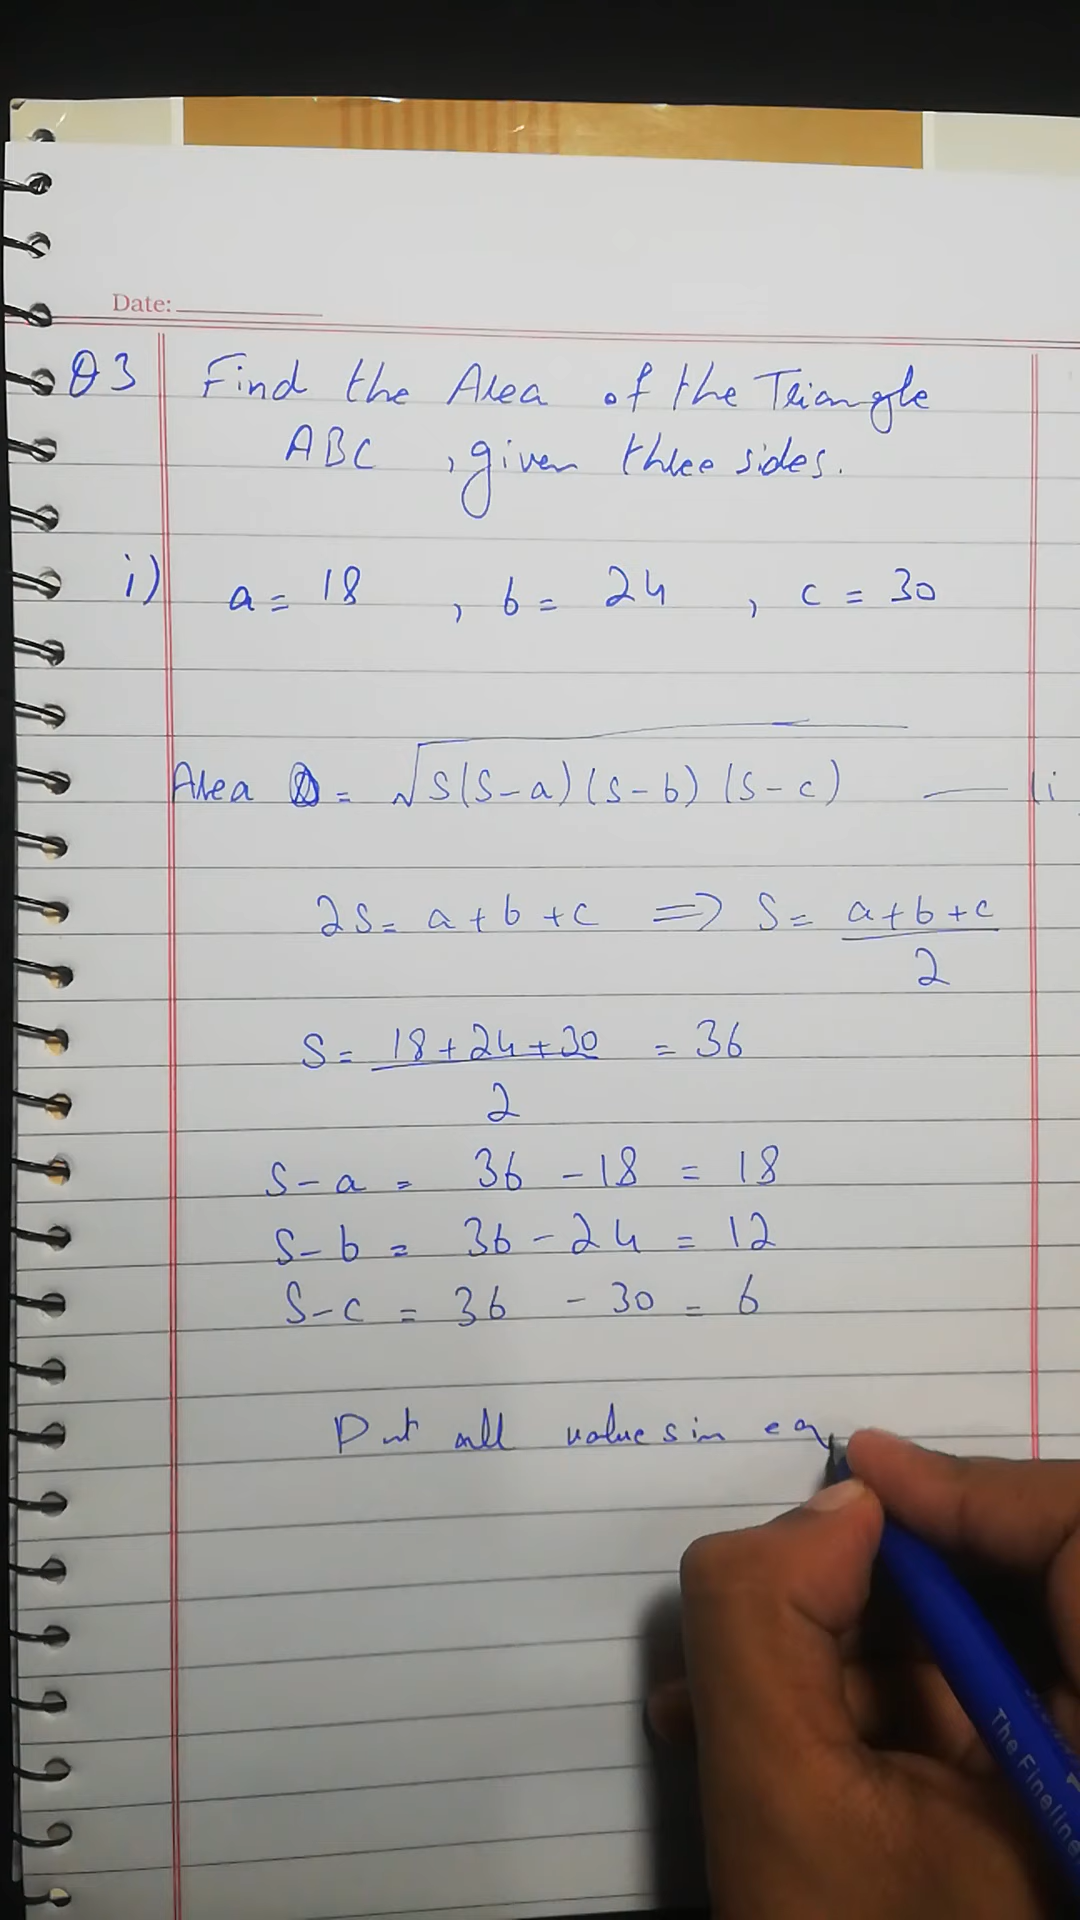 Date:
Q3 Find the Area of the Triangle
ABC , given three sides.
i) a = 18 , b = 24 , c = 30
Area Δ = √S(S-a)(S-b)(S-c) — (i
2S = a+b+c => S = a+b+c
2
S = 18+24+30 = 36
2
S-a = 36 - 18 = 18
S-b = 36 - 24 = 12
S-c = 36 - 30 = 6
Put all values in eq
The Fineline